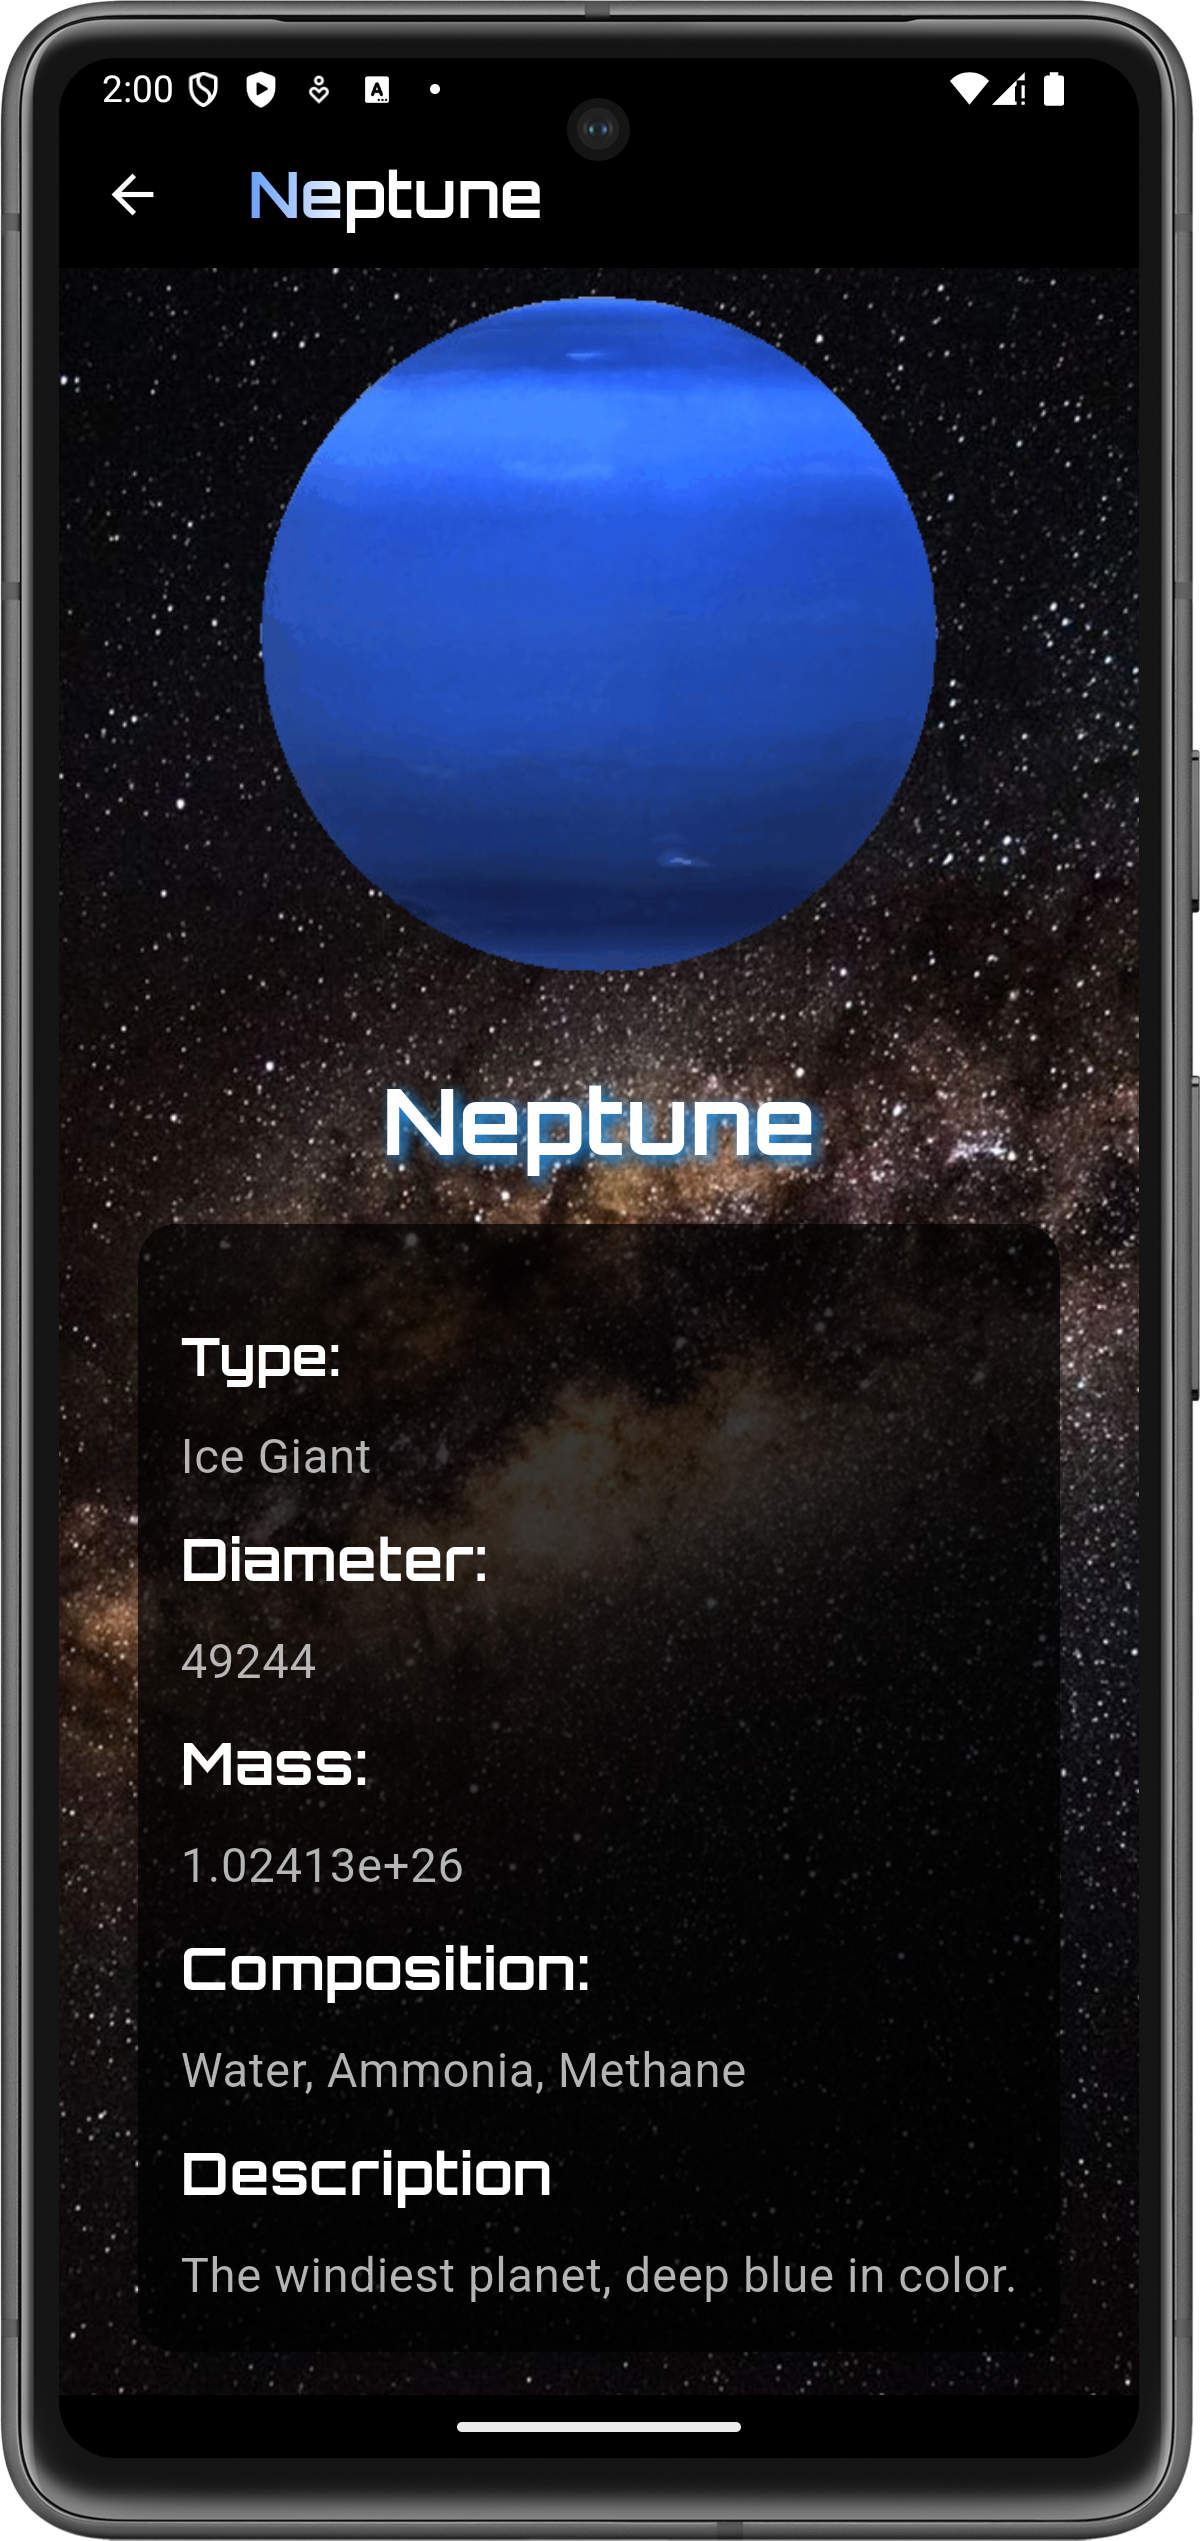 2:00
Neptune
Neptune
Type:
Ice Giant
Diameter:
49244
Mass:
1.02413e+26
Composition:
Water, Ammonia, Methane
Description
The windiest planet, deep blue in color.